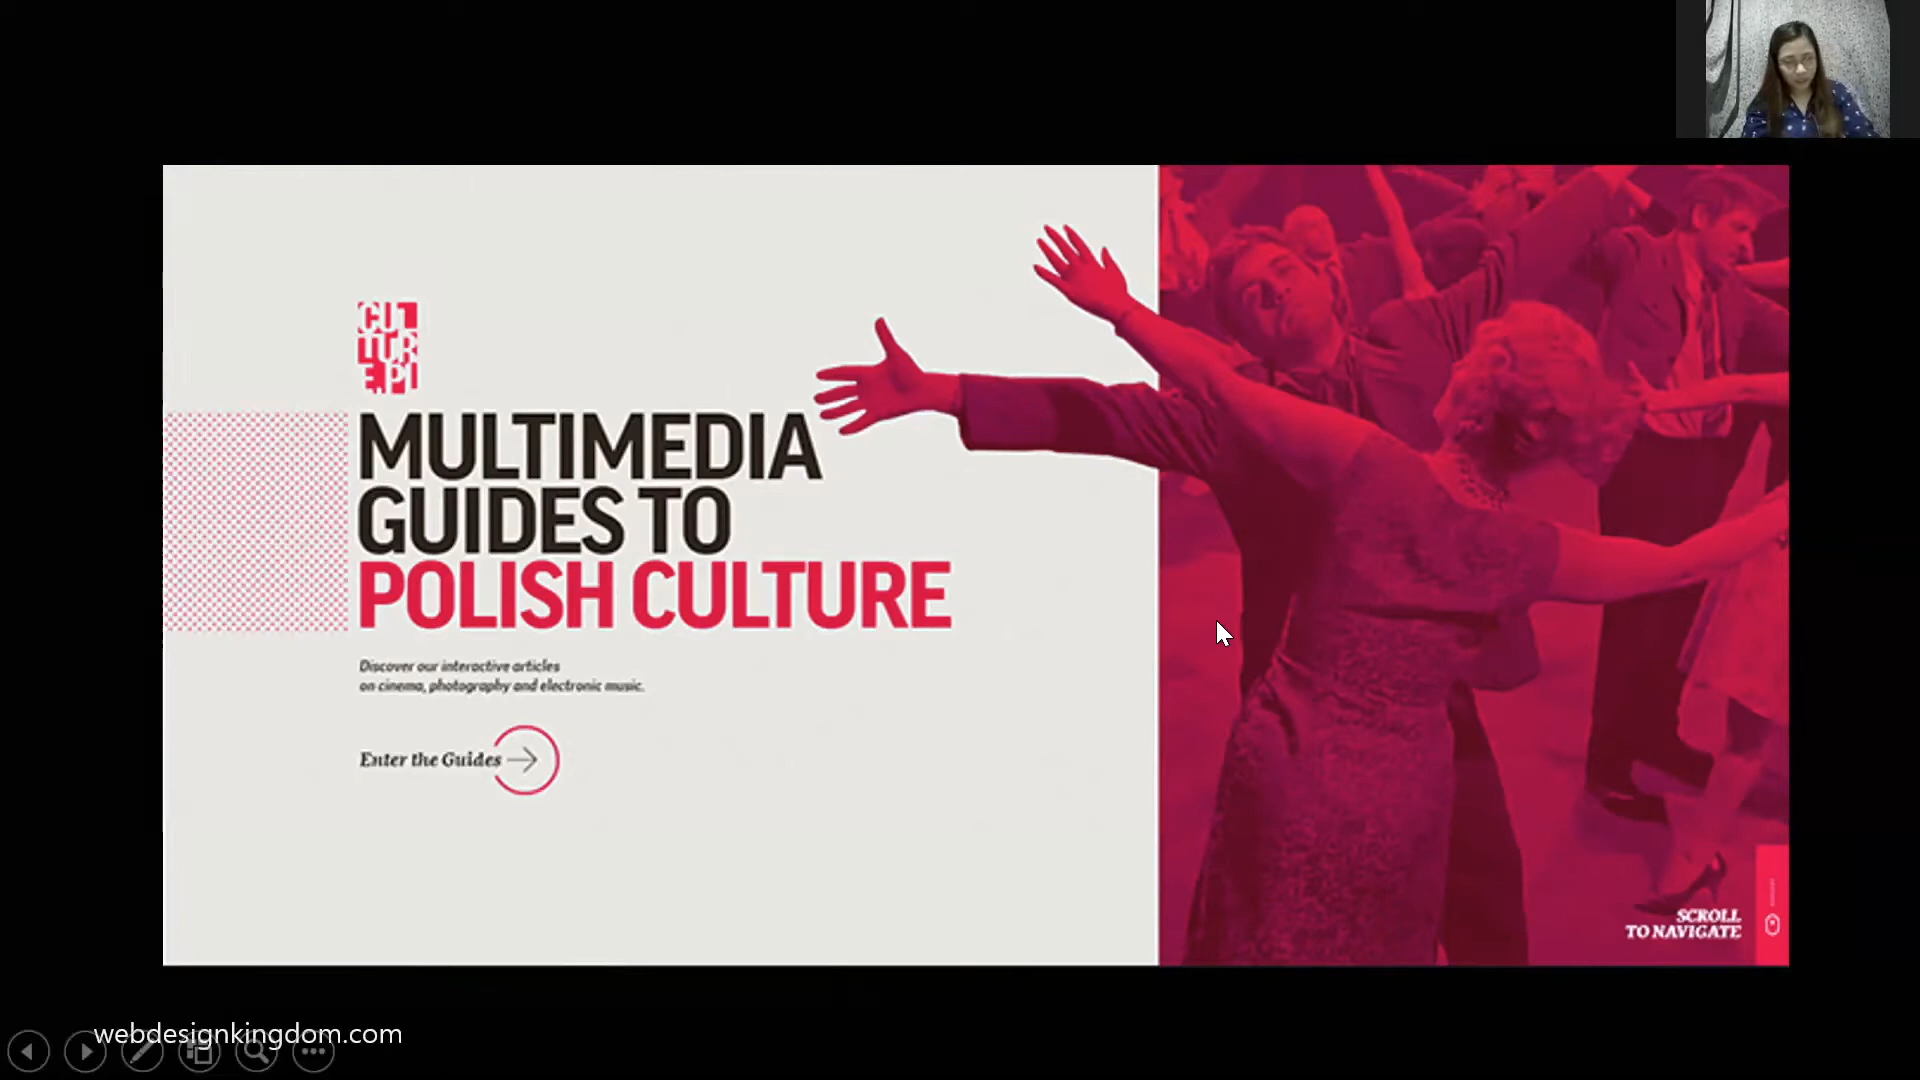 CUL
TUR
E.PL
MULTIMEDIA
GUIDES TO
POLISH CULTURE
Discover our interactive articles
on cinema, photography and electronic music.
Enter the Guides
SCROLL
TO NAVIGATE
webdesignkingdom.com